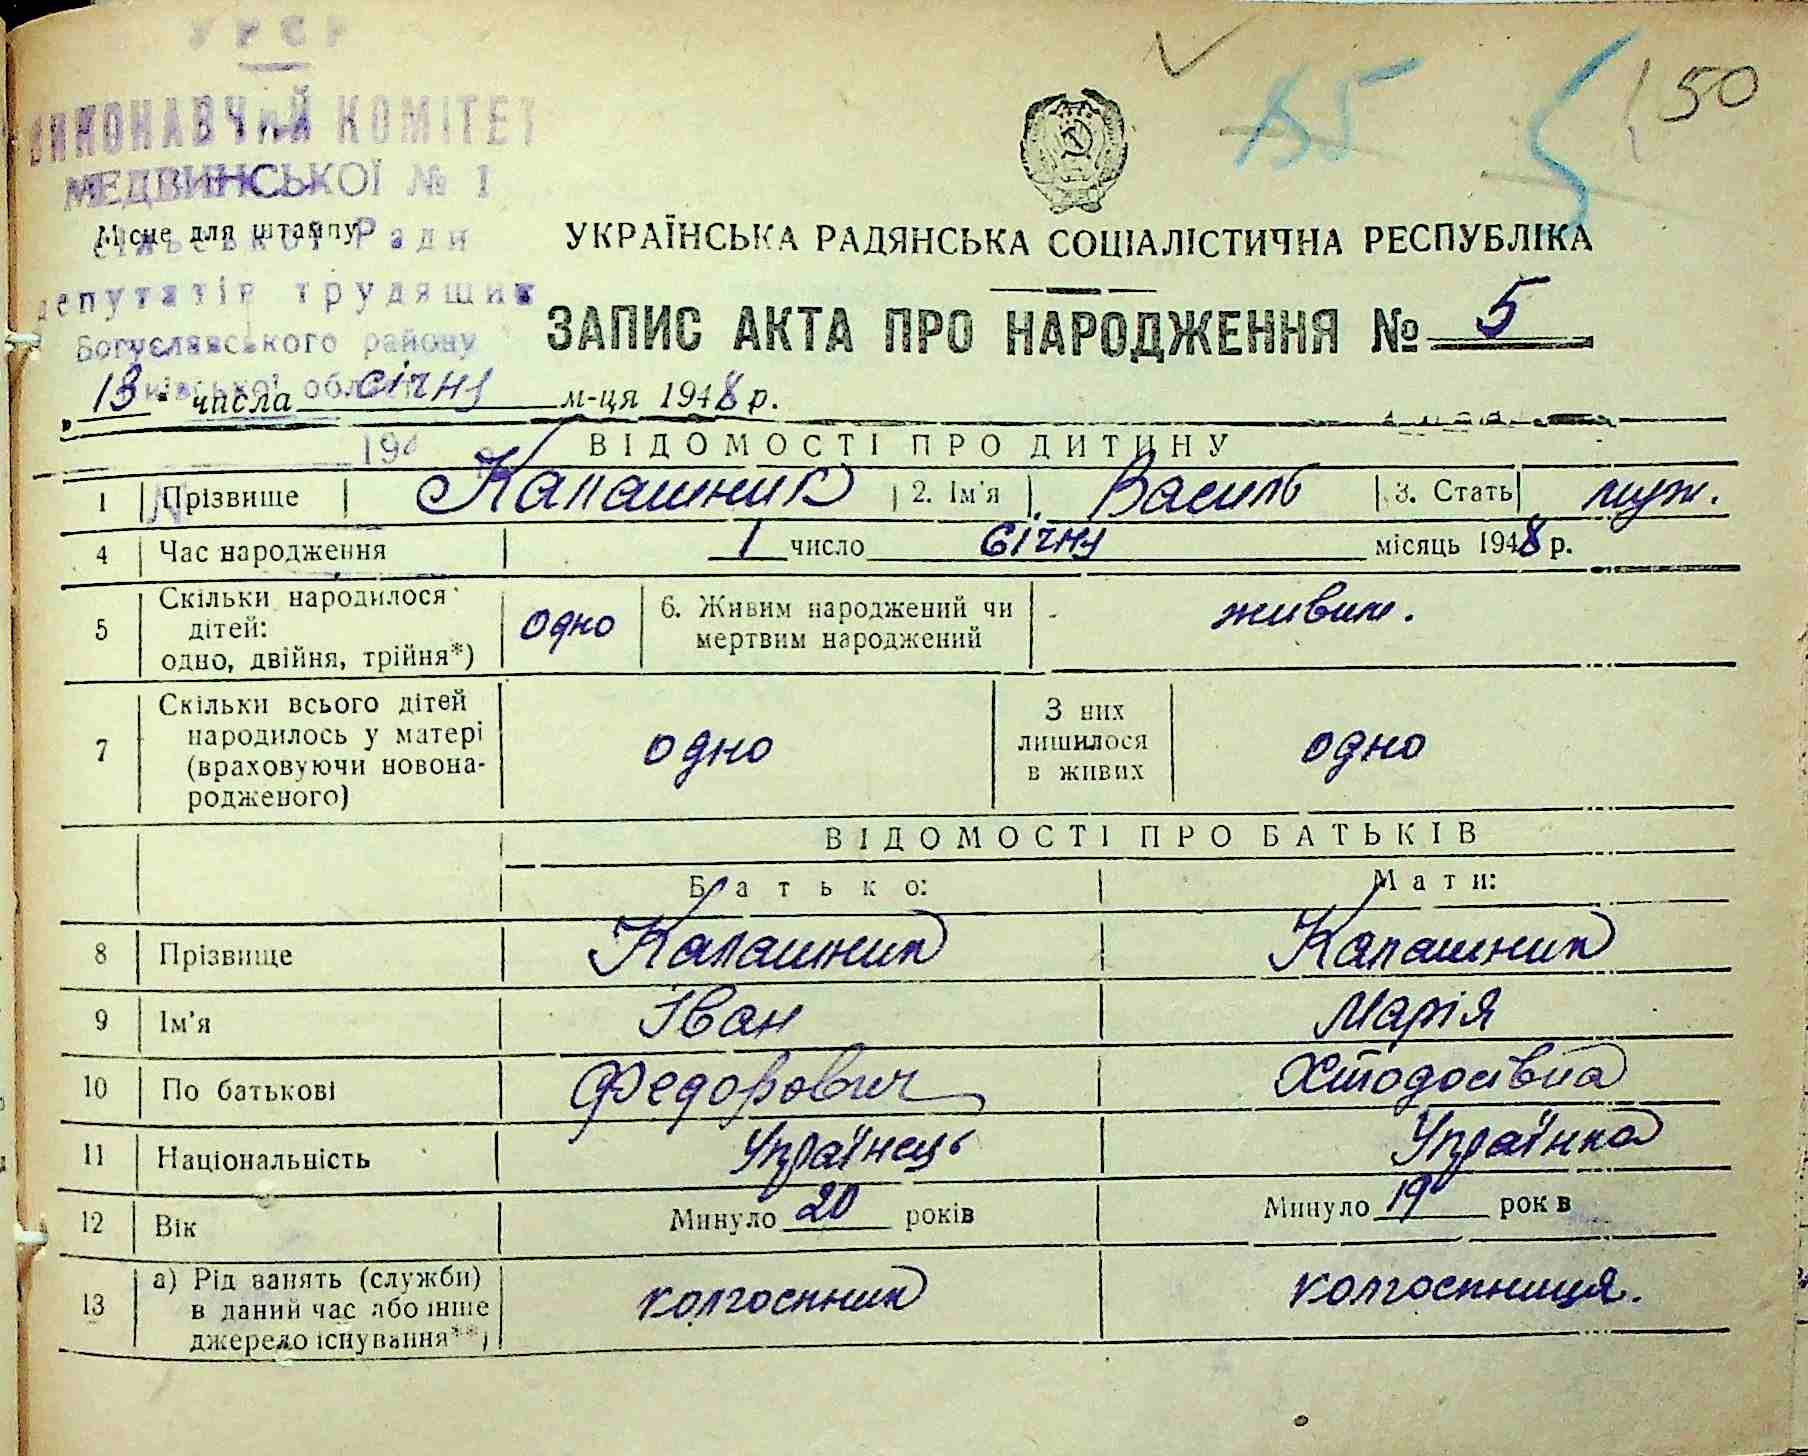 УРСР
ВИКОНАВЧИЙ КОМІТЕТ
МЕДВИНСЬКОЇ № 1
сільської Ради
депутатів трудящих
Богуславського району
Київської області
194 р.
55
50
Місце для штампу
УКРАЇНСЬКА РАДЯНСЬКА СОЦІАЛІСТИЧНА РЕСПУБЛІКА
ЗАПИС АКТА ПРО НАРОДЖЕННЯ № 5
„13" числа січня м-ця 1948 р.
ВІДОМОСТІ ПРО ДИТИНУ
1 Прізвище Калашник 2. Ім'я Василь 3. Стать муж.
4 Час народження 1 число січня місяць 1948 р.
5 Скільки народилося дітей: одно, двійня, трійня*) одно 6. Живим народжений чи мертвим народжений живим.
7 Скільки всього дітей народилось у матері (враховуючи новонародженого) одно З них лишилося в живих одно
ВІДОМОСТІ ПРО БАТЬКІВ
Батько: Мати:
8 Прізвище Калашник Калашник
9 Ім'я Іван Марія
10 По батькові Федорович Хтодосівна
11 Національність Українець Українка
12 Вік Минуло 20 років Минуло 19 років
13 а) Рід занять (служби) в даний час або інше джерело існування**) колгоспник колгоспниця.